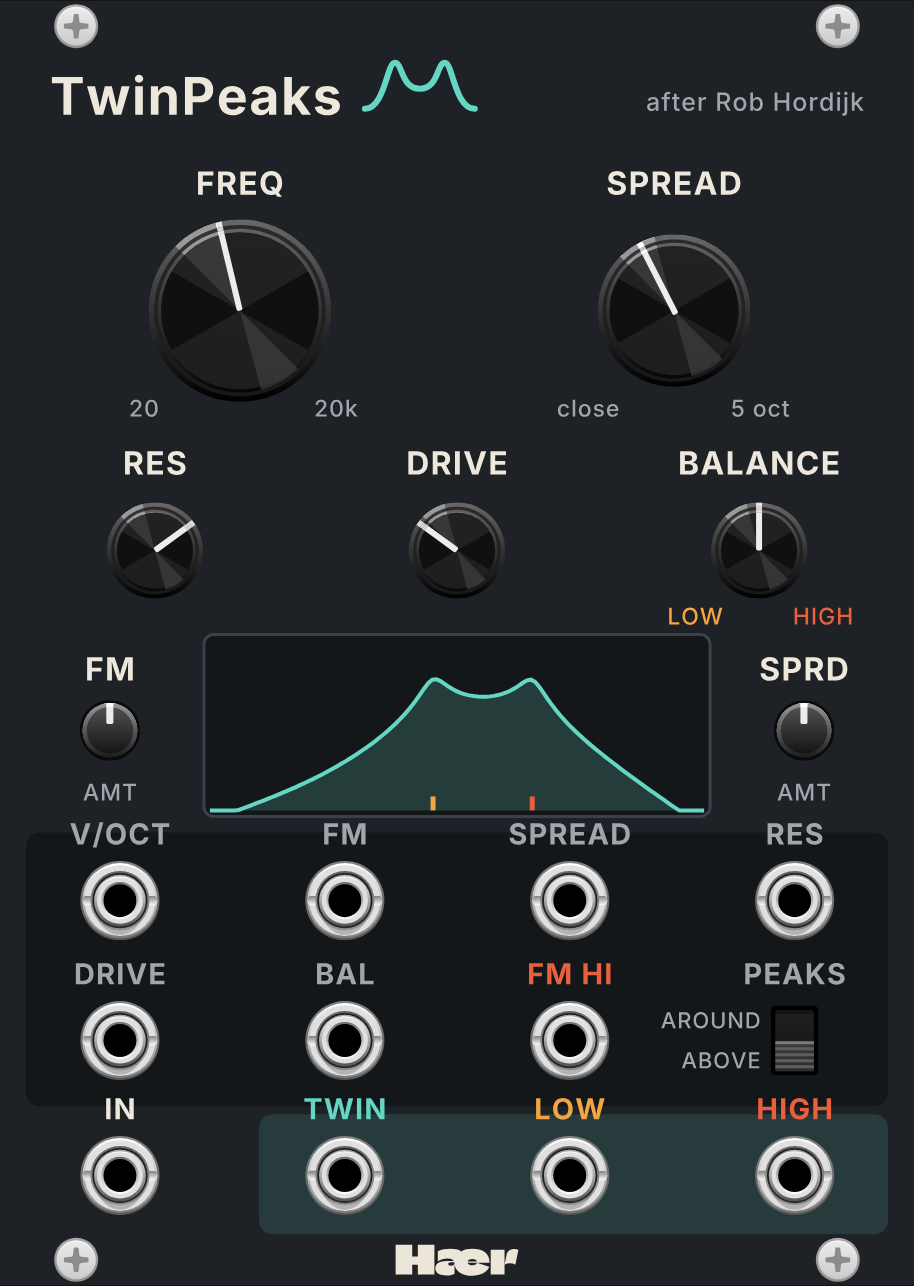 TwinPeaks
after Rob Hordijk
FREQ SPREAD
20 20k close 5 oct
RES DRIVE BALANCE
LOW HIGH
FM SPRD
AMT AMT
V/OCT FM SPREAD RES
DRIVE BAL FM HI PEAKS
AROUND
ABOVE
IN TWIN LOW HIGH
Hær